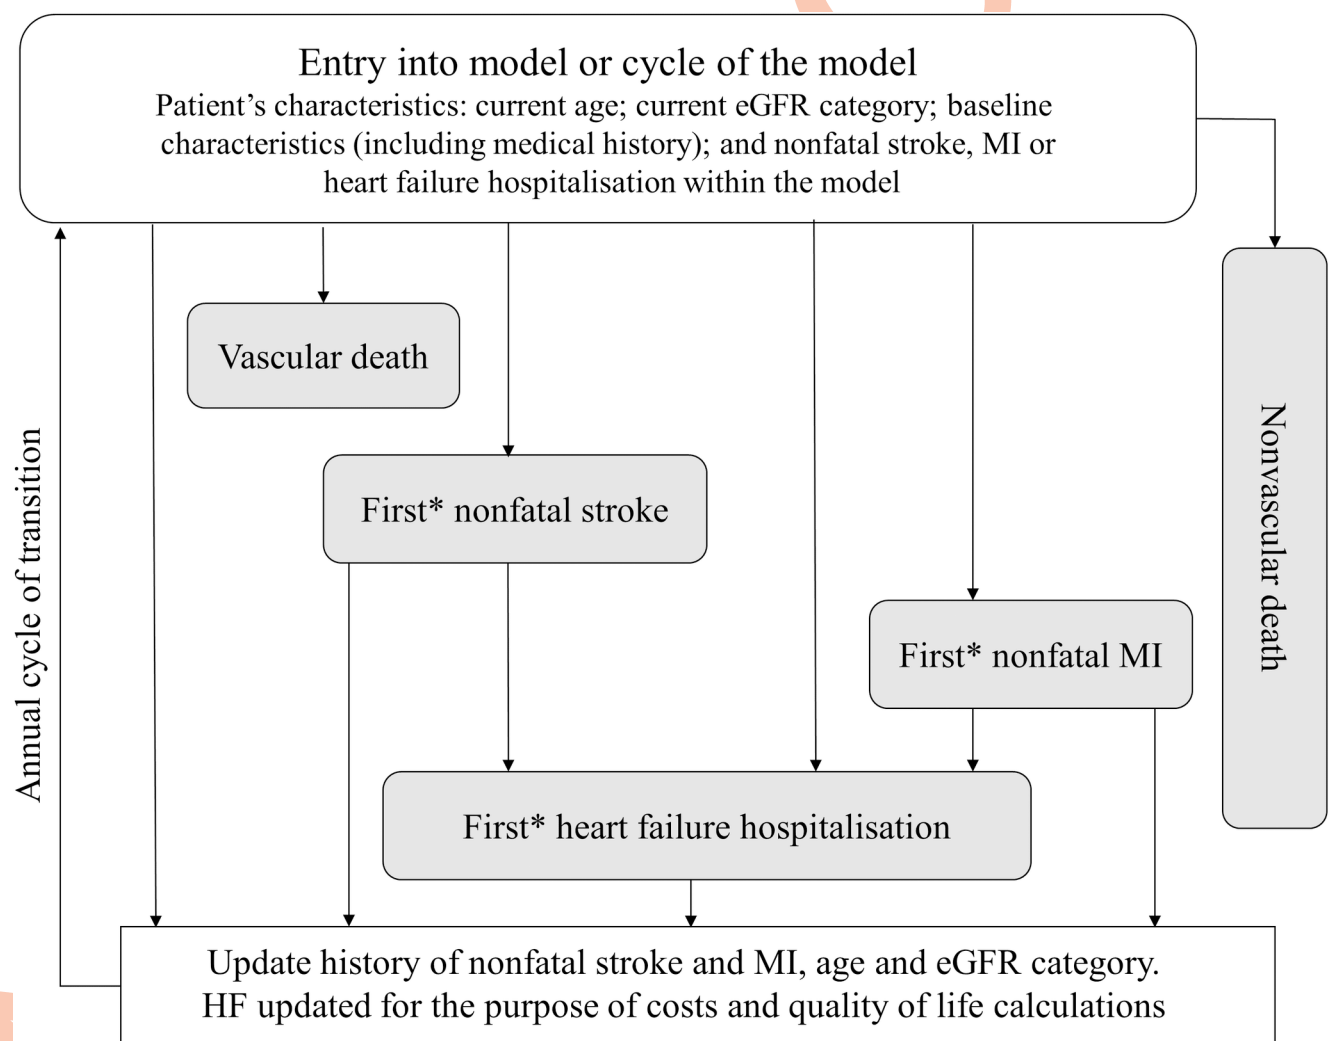 Entry into model or cycle of the model
Patient’s characteristics: current age; current eGFR category; baseline
characteristics (including medical history); and nonfatal stroke, MI or
heart failure hospitalisation within the model
Vascular death
First* nonfatal stroke
First* nonfatal MI
Nonvascular death
First* heart failure hospitalisation
Annual cycle of transition
Update history of nonfatal stroke and MI, age and eGFR category.
HF updated for the purpose of costs and quality of life calculations